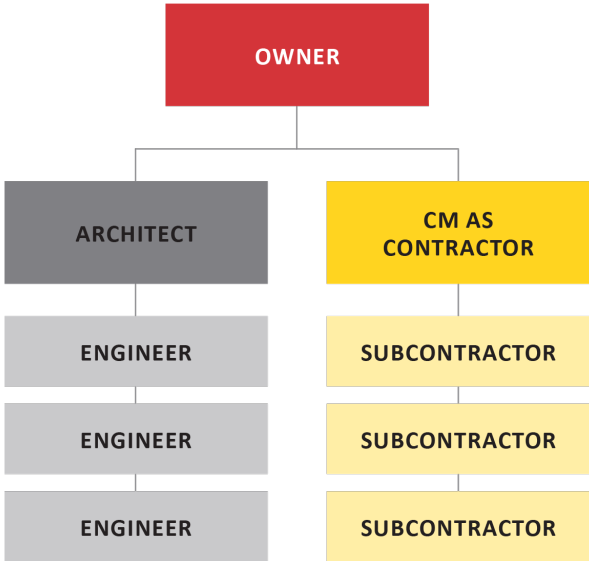 OWNER
ARCHITECT
CM AS
CONTRACTOR
ENGINEER
SUBCONTRACTOR
ENGINEER
SUBCONTRACTOR
ENGINEER
SUBCONTRACTOR